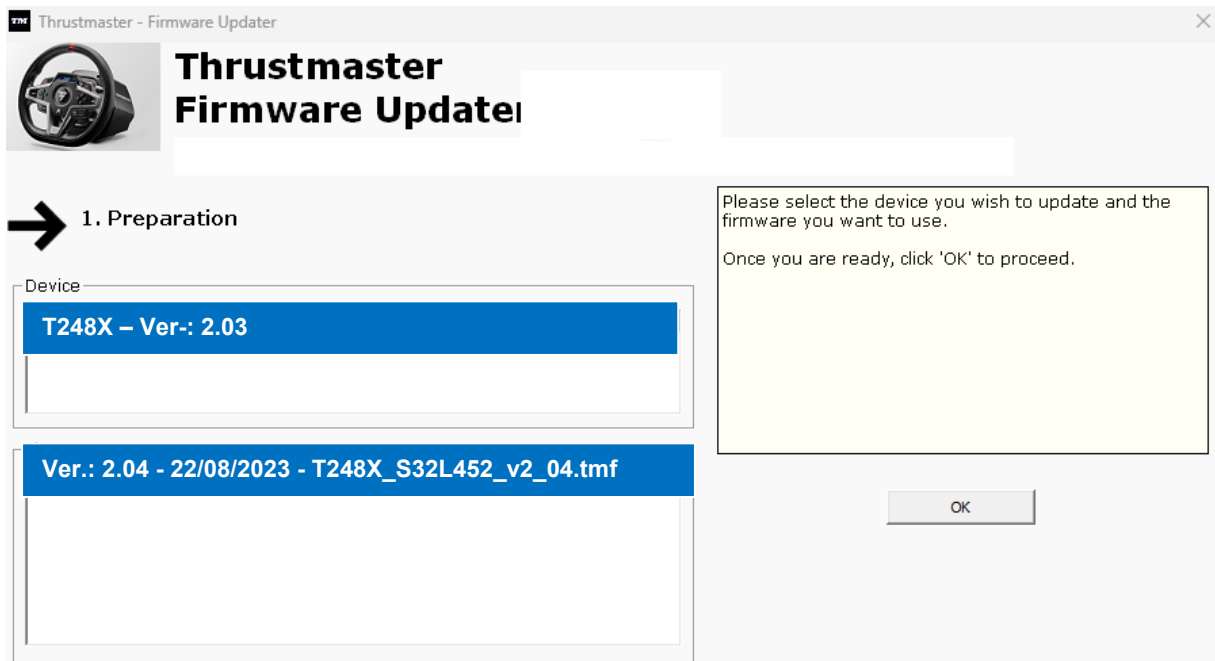 TM Thrustmaster - Firmware Updater
Thrustmaster
Firmware Updater
1. Preparation
Please select the device you wish to update and the
firmware you want to use.
Once you are ready, click 'OK' to proceed.
Device
T248X – Ver-: 2.03
Ver.: 2.04 - 22/08/2023 - T248X_S32L452_v2_04.tmf
OK